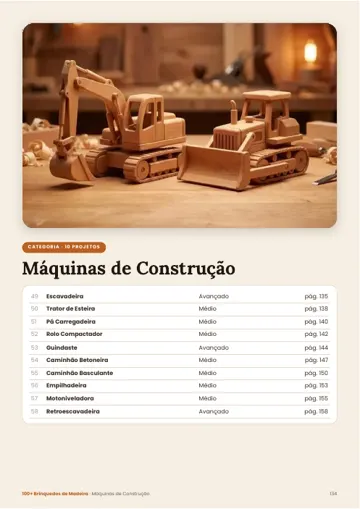 CATEGORIA · 10 PROJETOS
Máquinas de Construção
49 Escavadeira Avançado pág. 135
50 Trator de Esteira Médio pág. 138
51 Pá Carregadeira Médio pág. 140
52 Rolo Compactador Médio pág. 142
53 Guindaste Avançado pág. 144
54 Caminhão Betoneira Médio pág. 147
55 Caminhão Basculante Médio pág. 150
56 Empilhadeira Médio pág. 153
57 Motoniveladora Médio pág. 155
58 Retroescavadeira Avançado pág. 158
100+ Brinquedos de Madeira · Máquinas de Construção 134